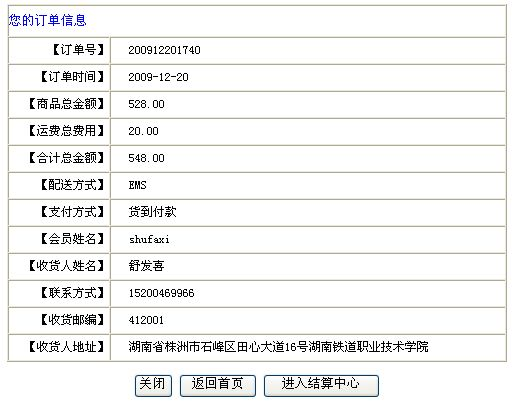 您的订单信息
【订单号】 200912201740
【订单时间】 2009-12-20
【商品总金额】 528.00
【运费总费用】 20.00
【合计总金额】 548.00
【配送方式】 EMS
【支付方式】 货到付款
【会员姓名】 shufaxi
【收货人姓名】 舒发喜
【联系方式】 15200469966
【收货邮编】 412001
【收货人地址】 湖南省株洲市石峰区田心大道16号湖南铁道职业技术学院
关闭 返回首页 进入结算中心